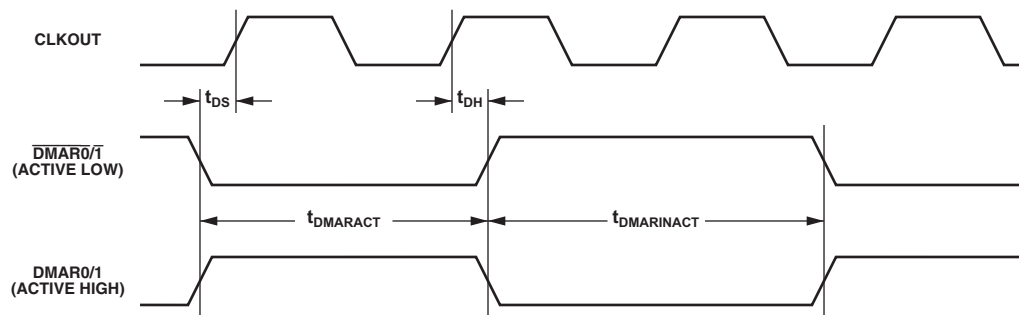 CLKOUT
tDS
tDH
DMAR0/1
(ACTIVE LOW)
tDMARACT
tDMARINACT
DMAR0/1
(ACTIVE HIGH)